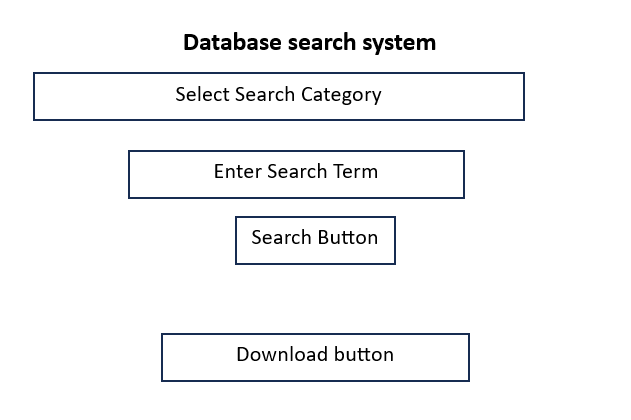 Database search system
Select Search Category
Enter Search Term
Search Button
Download button